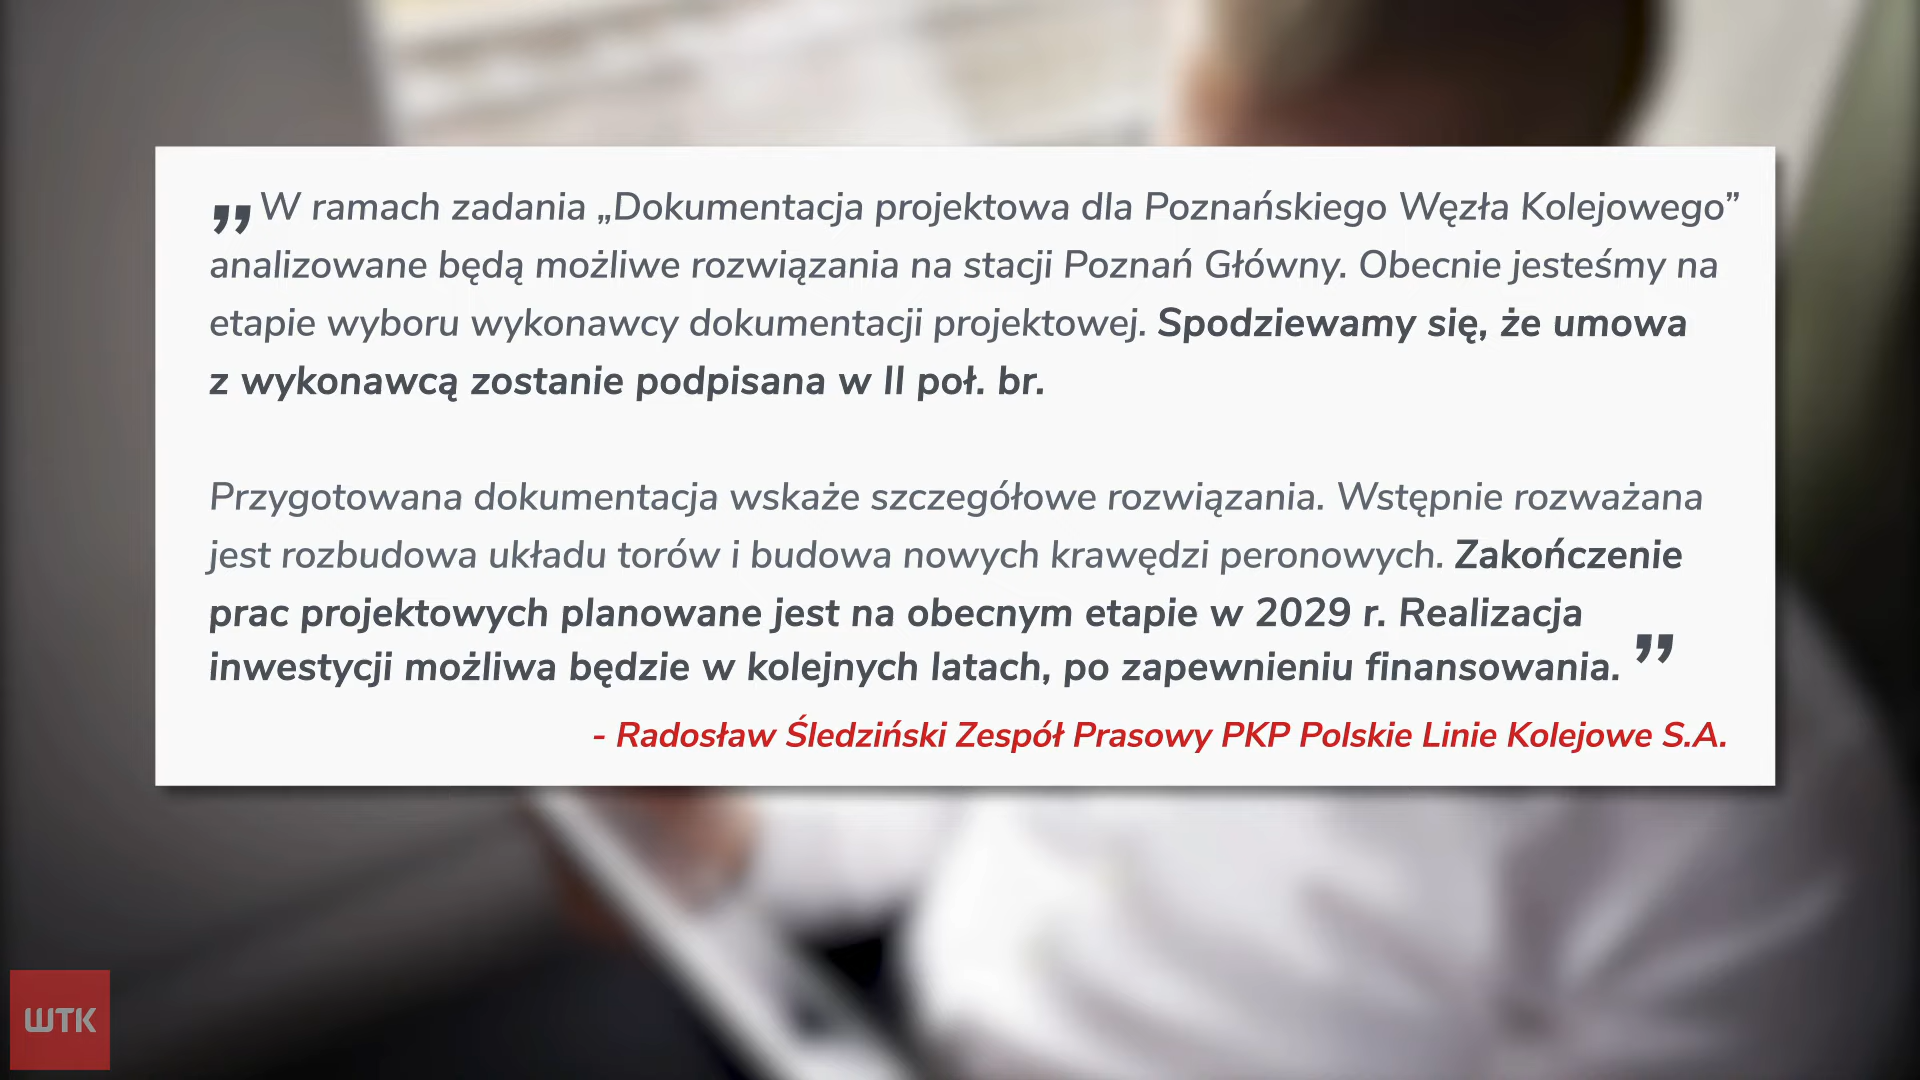 ”W ramach zadania „Dokumentacja projektowa dla Poznańskiego Węzła Kolejowego”
analizowane będą możliwe rozwiązania na stacji Poznań Główny. Obecnie jesteśmy na
etapie wyboru wykonawcy dokumentacji projektowej. Spodziewamy się, że umowa
z wykonawcą zostanie podpisana w II poł. br.
Przygotowana dokumentacja wskaże szczegółowe rozwiązania. Wstępnie rozważana
jest rozbudowa układu torów i budowa nowych krawędzi peronowych. Zakończenie
prac projektowych planowane jest na obecnym etapie w 2029 r. Realizacja
inwestycji możliwa będzie w kolejnych latach, po zapewnieniu finansowania. ”
- Radosław Śledziński Zespół Prasowy PKP Polskie Linie Kolejowe S.A.
WTK